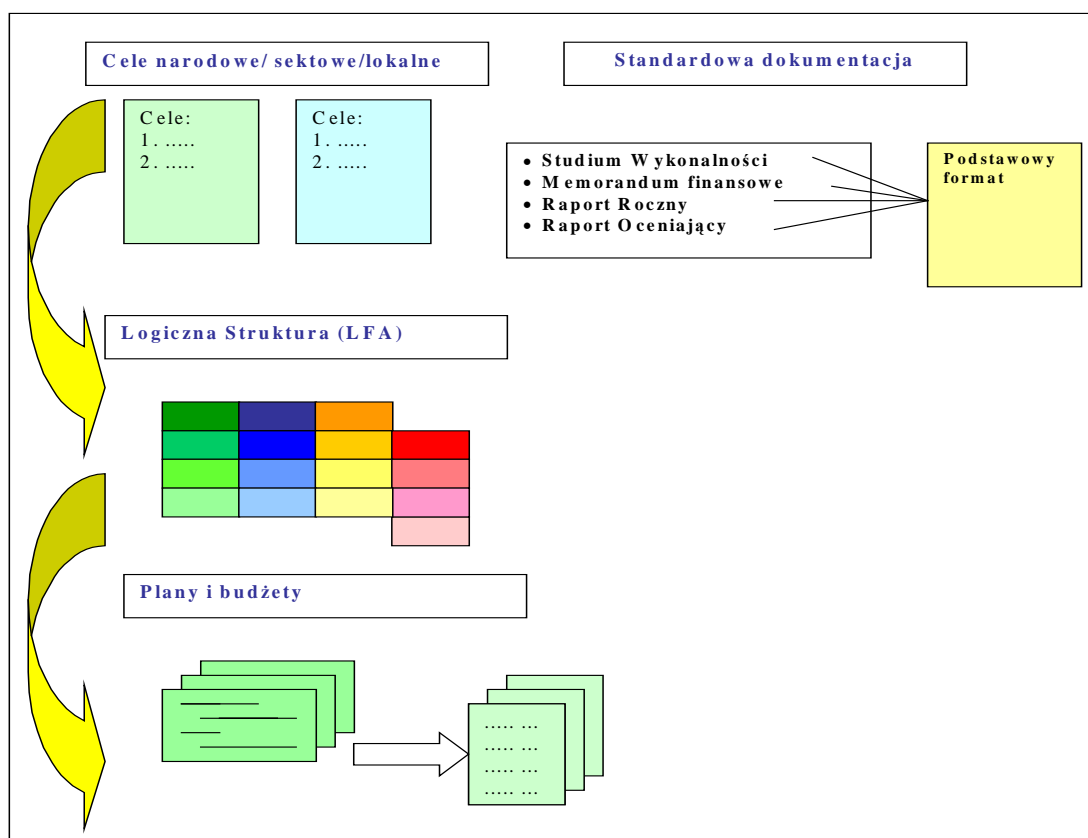 Cele narodowe/ sektowe/lokalne
Standardowa dokumentacja
Cele:
1. .....
2. .....
Cele:
1. .....
2. .....
• Studium Wykonalności
• Memorandum finansowe
• Raport Roczny
• Raport Oceniający
Podstawowy
format
Logiczna Struktura (LFA)
Plany i budżety
..... ...
..... ...
..... ...
..... ...